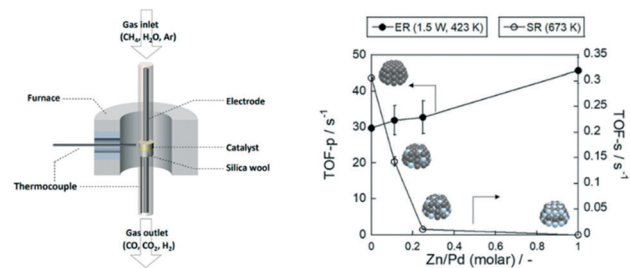 Gas inlet
(CH4, H2O, Ar)
Furnace
Electrode
Catalyst
Silica wool
Thermocouple
Gas outlet
(CO, CO2, H2)
ER (1.5 W, 423 K) SR (673 K)
50 0.35
40 0.3
0.25
30 0.2
20 0.15
0.1
10 0.05
0 0
TOF-p / s-1
TOF-s / s-1
0 0.2 0.4 0.6 0.8 1
Zn/Pd (molar) / -